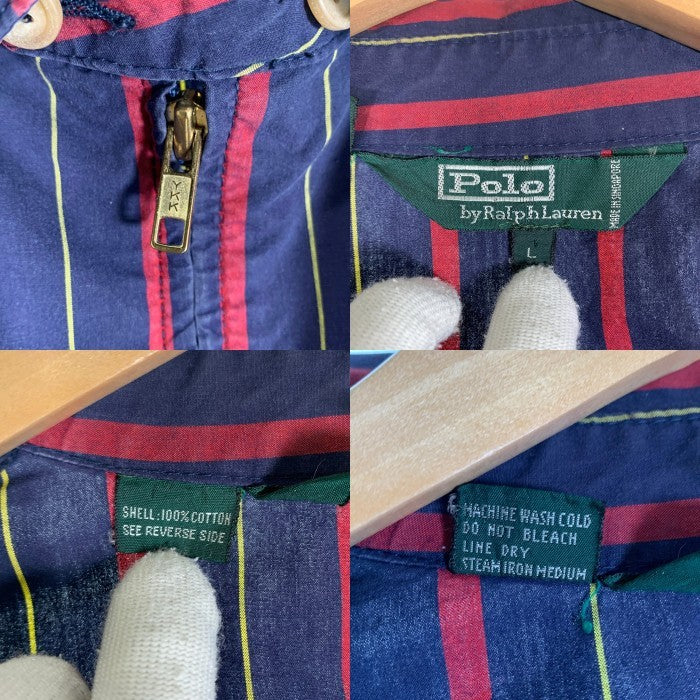 YKK
Polo
by Ralph Lauren
MADE IN SINGAPORE
L
SHELL: 100% COTTON
SEE REVERSE SIDE
MACHINE WASH COLD
DO NOT BLEACH
LINE DRY
STEAM IRON MEDIUM